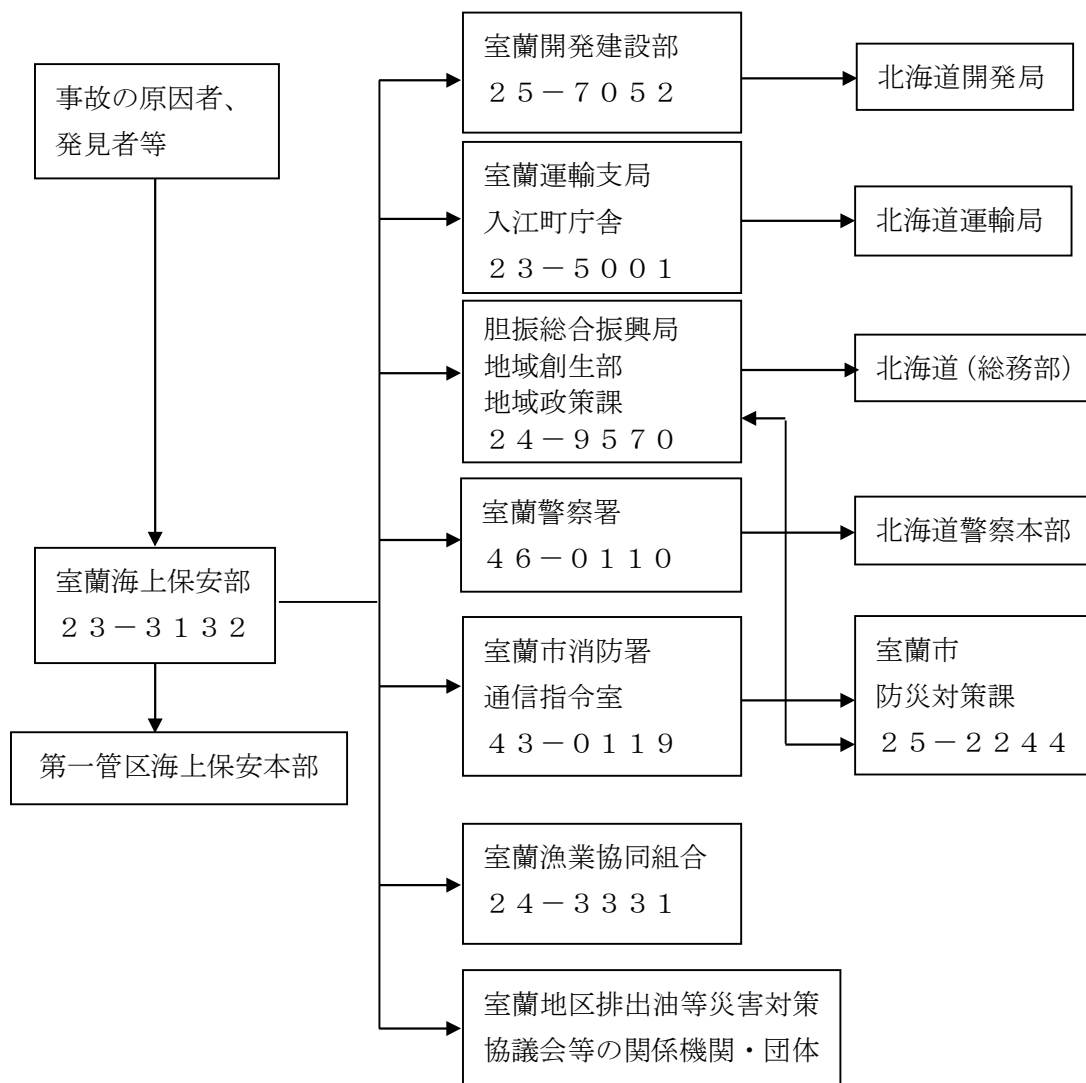 事故の原因者、
発見者等
室蘭海上保安部
２３－３１３２
第一管区海上保安本部
室蘭開発建設部
２５－７０５２
北海道開発局
室蘭運輸支局
入江町庁舎
２３－５００１
北海道運輸局
胆振総合振興局
地域創生部
地域政策課
２４－９５７０
北海道（総務部）
室蘭警察署
４６－０１１０
北海道警察本部
室蘭市消防署
通信指令室
４３－０１１９
室蘭市
防災対策課
２５－２２４４
室蘭漁業協同組合
２４－３３３１
室蘭地区排出油等災害対策
協議会等の関係機関・団体